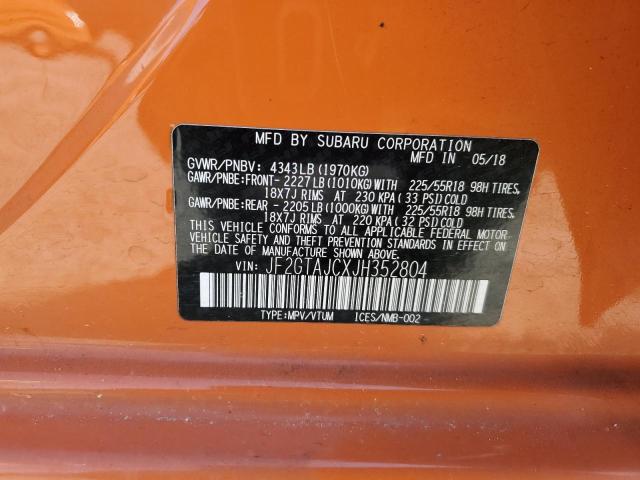 MFD BY SUBARU CORPORATION
MFD IN 05/18
GVWR/PNBV: 4343LB (1970KG)
GAWR/PNBE:FRONT- 2227LB (1010KG) WITH 225/55R18 98H TIRES,
18X7J RIMS AT 230 KPA ( 33 PSI) COLD
GAWR/PNBE:REAR - 2205LB (1000KG) WITH 225/55R18 98H TIRES,
18X7J RIMS AT 220 KPA ( 32 PSI) COLD
THIS VEHICLE CONFORMS TO ALL APPLICABLE FEDERAL MOTOR
VEHICLE SAFETY STANDARDS IN EFFECT ON
THE DATE OF MANUFACTURE SHOWN ABOVE.
VIN: JF2GTAJCXJH352804
TYPE:MPV/VTUM ICES/NMB-002